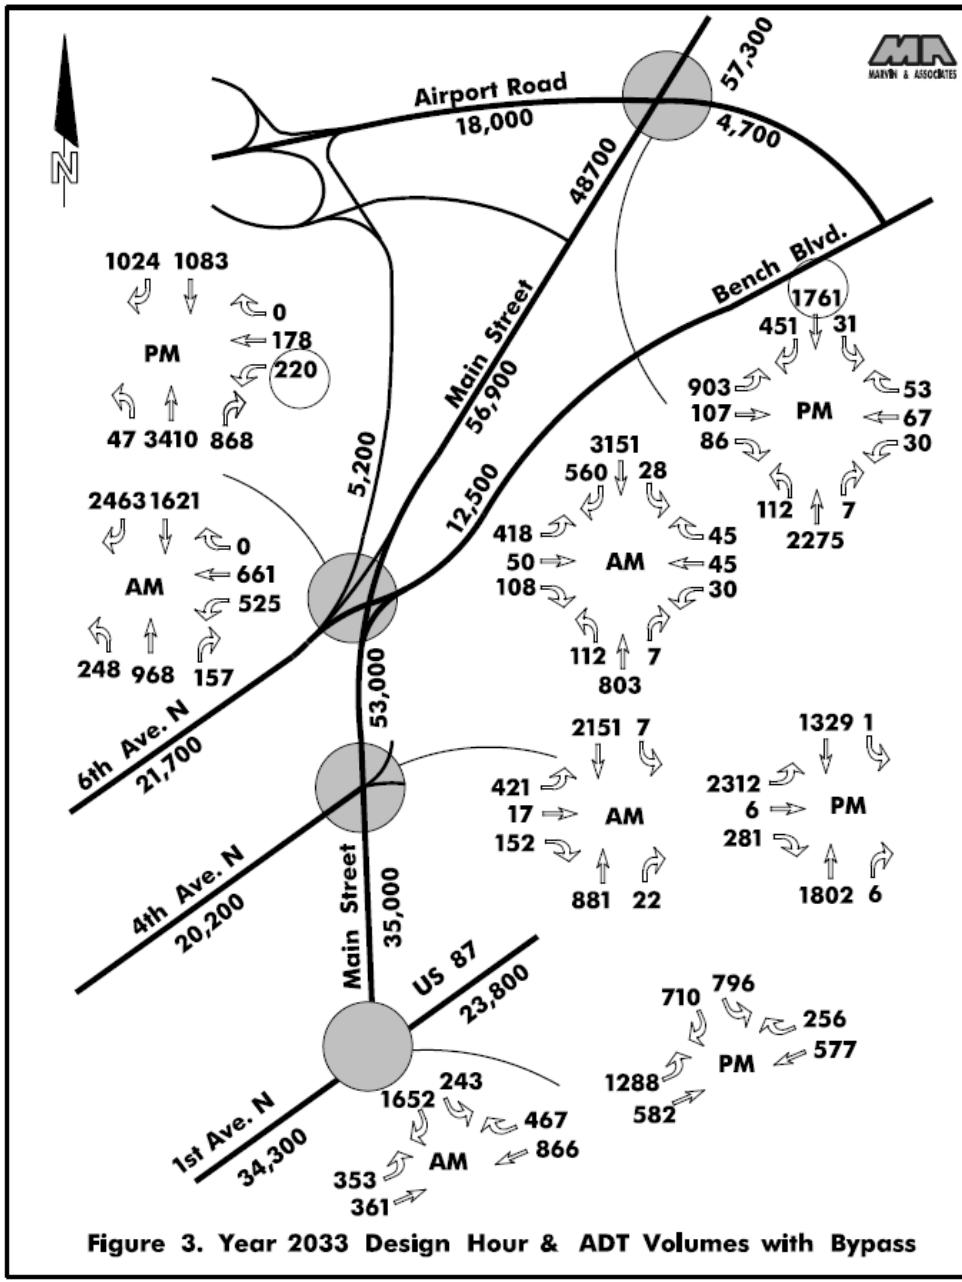 57,300
MA
MARVIN & ASSOCIATES
Airport Road
18,000
4,700
48700
N
Bench Blvd.
1024 1083
0
178
PM
220
47 3410 868
Main Street
56,900
1761
451 31
903
107
86
PM
53
67
30
112 7
2275
5,200
12,500
3151
560 28
418
50
108
AM
45
45
30
112 7
803
2463 1621
0
661
AM
525
248 968 157
53,000
6th Ave. N
21,700
2151 7
421
17
152
AM
881 22
1329 1
2312
6
281
PM
1802 6
4th Ave. N
20,200
Main Street
35,000
US 87
23,800
796
710
256
577
PM
1288
582
1st Ave. N
34,300
243
1652
467
866
AM
353
361
Figure 3. Year 2033 Design Hour & ADT Volumes with Bypass